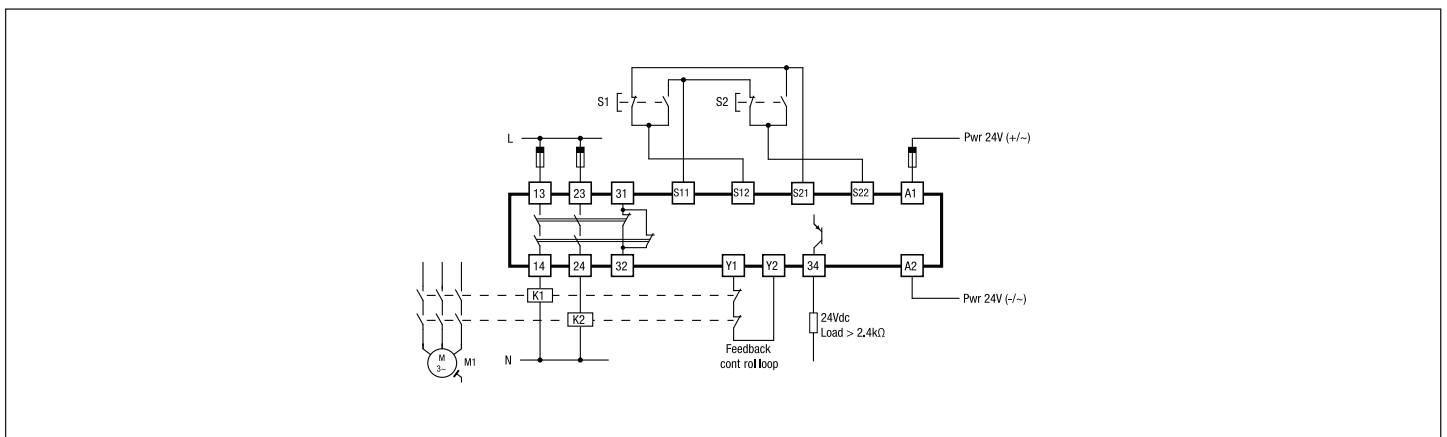 S1
S2
L
Pwr 24V (+/~)
13
23
31
S11
S12
S21
S22
A1
14
24
32
Y1
Y2
34
A2
K1
Pwr 24V (-/~)
K2
24Vdc
Load > 2.4kΩ
Feedback
cont rol loop
M
3~
M1
N